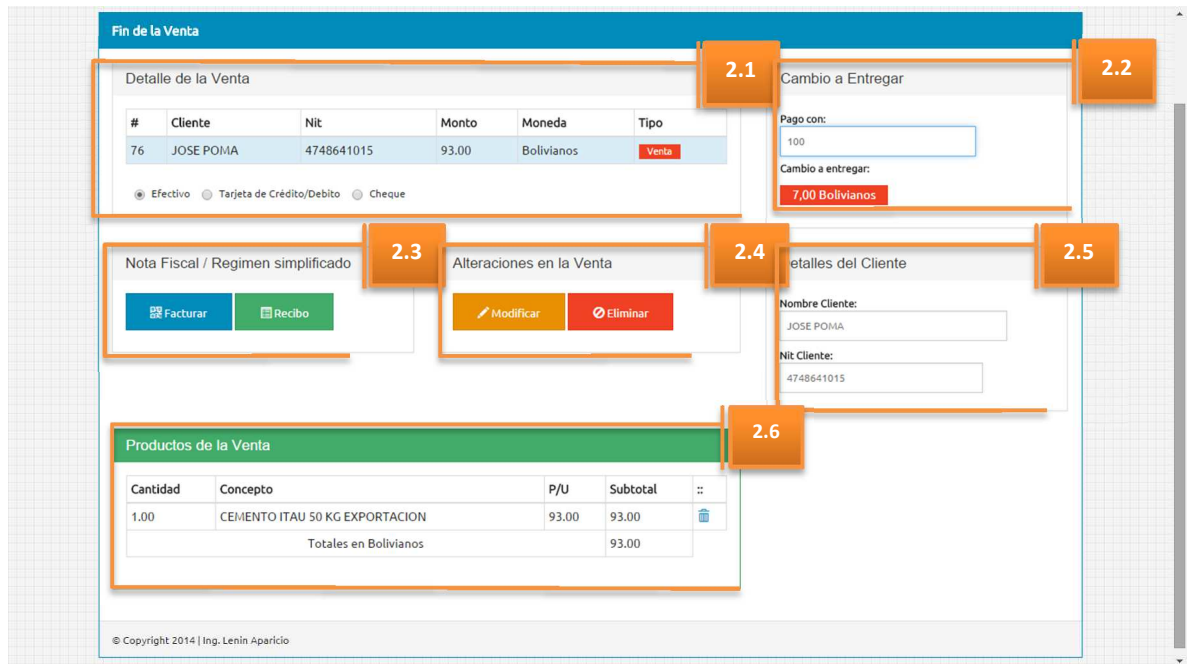 Fin de la Venta
Detalle de la Venta
2.1
# Cliente Nit Monto Moneda Tipo
76 JOSE POMA 4748641015 93.00 Bolivianos Venta
Efectivo Tarjeta de Crédito/Debito Cheque
Cambio a Entregar
2.2
Pago con:
100
Cambio a entregar:
7,00 Bolivianos
Nota Fiscal / Regimen simplificado
2.3
Facturar Recibo
Alteraciones en la Venta
2.4
Modificar Eliminar
etalles del Cliente
2.5
Nombre Cliente:
JOSE POMA
Nit Cliente:
4748641015
Productos de la Venta
2.6
Cantidad Concepto P/U Subtotal ::
1.00 CEMENTO ITAU 50 KG EXPORTACION 93.00 93.00
Totales en Bolivianos 93.00
© Copyright 2014 | Ing. Lenin Aparicio